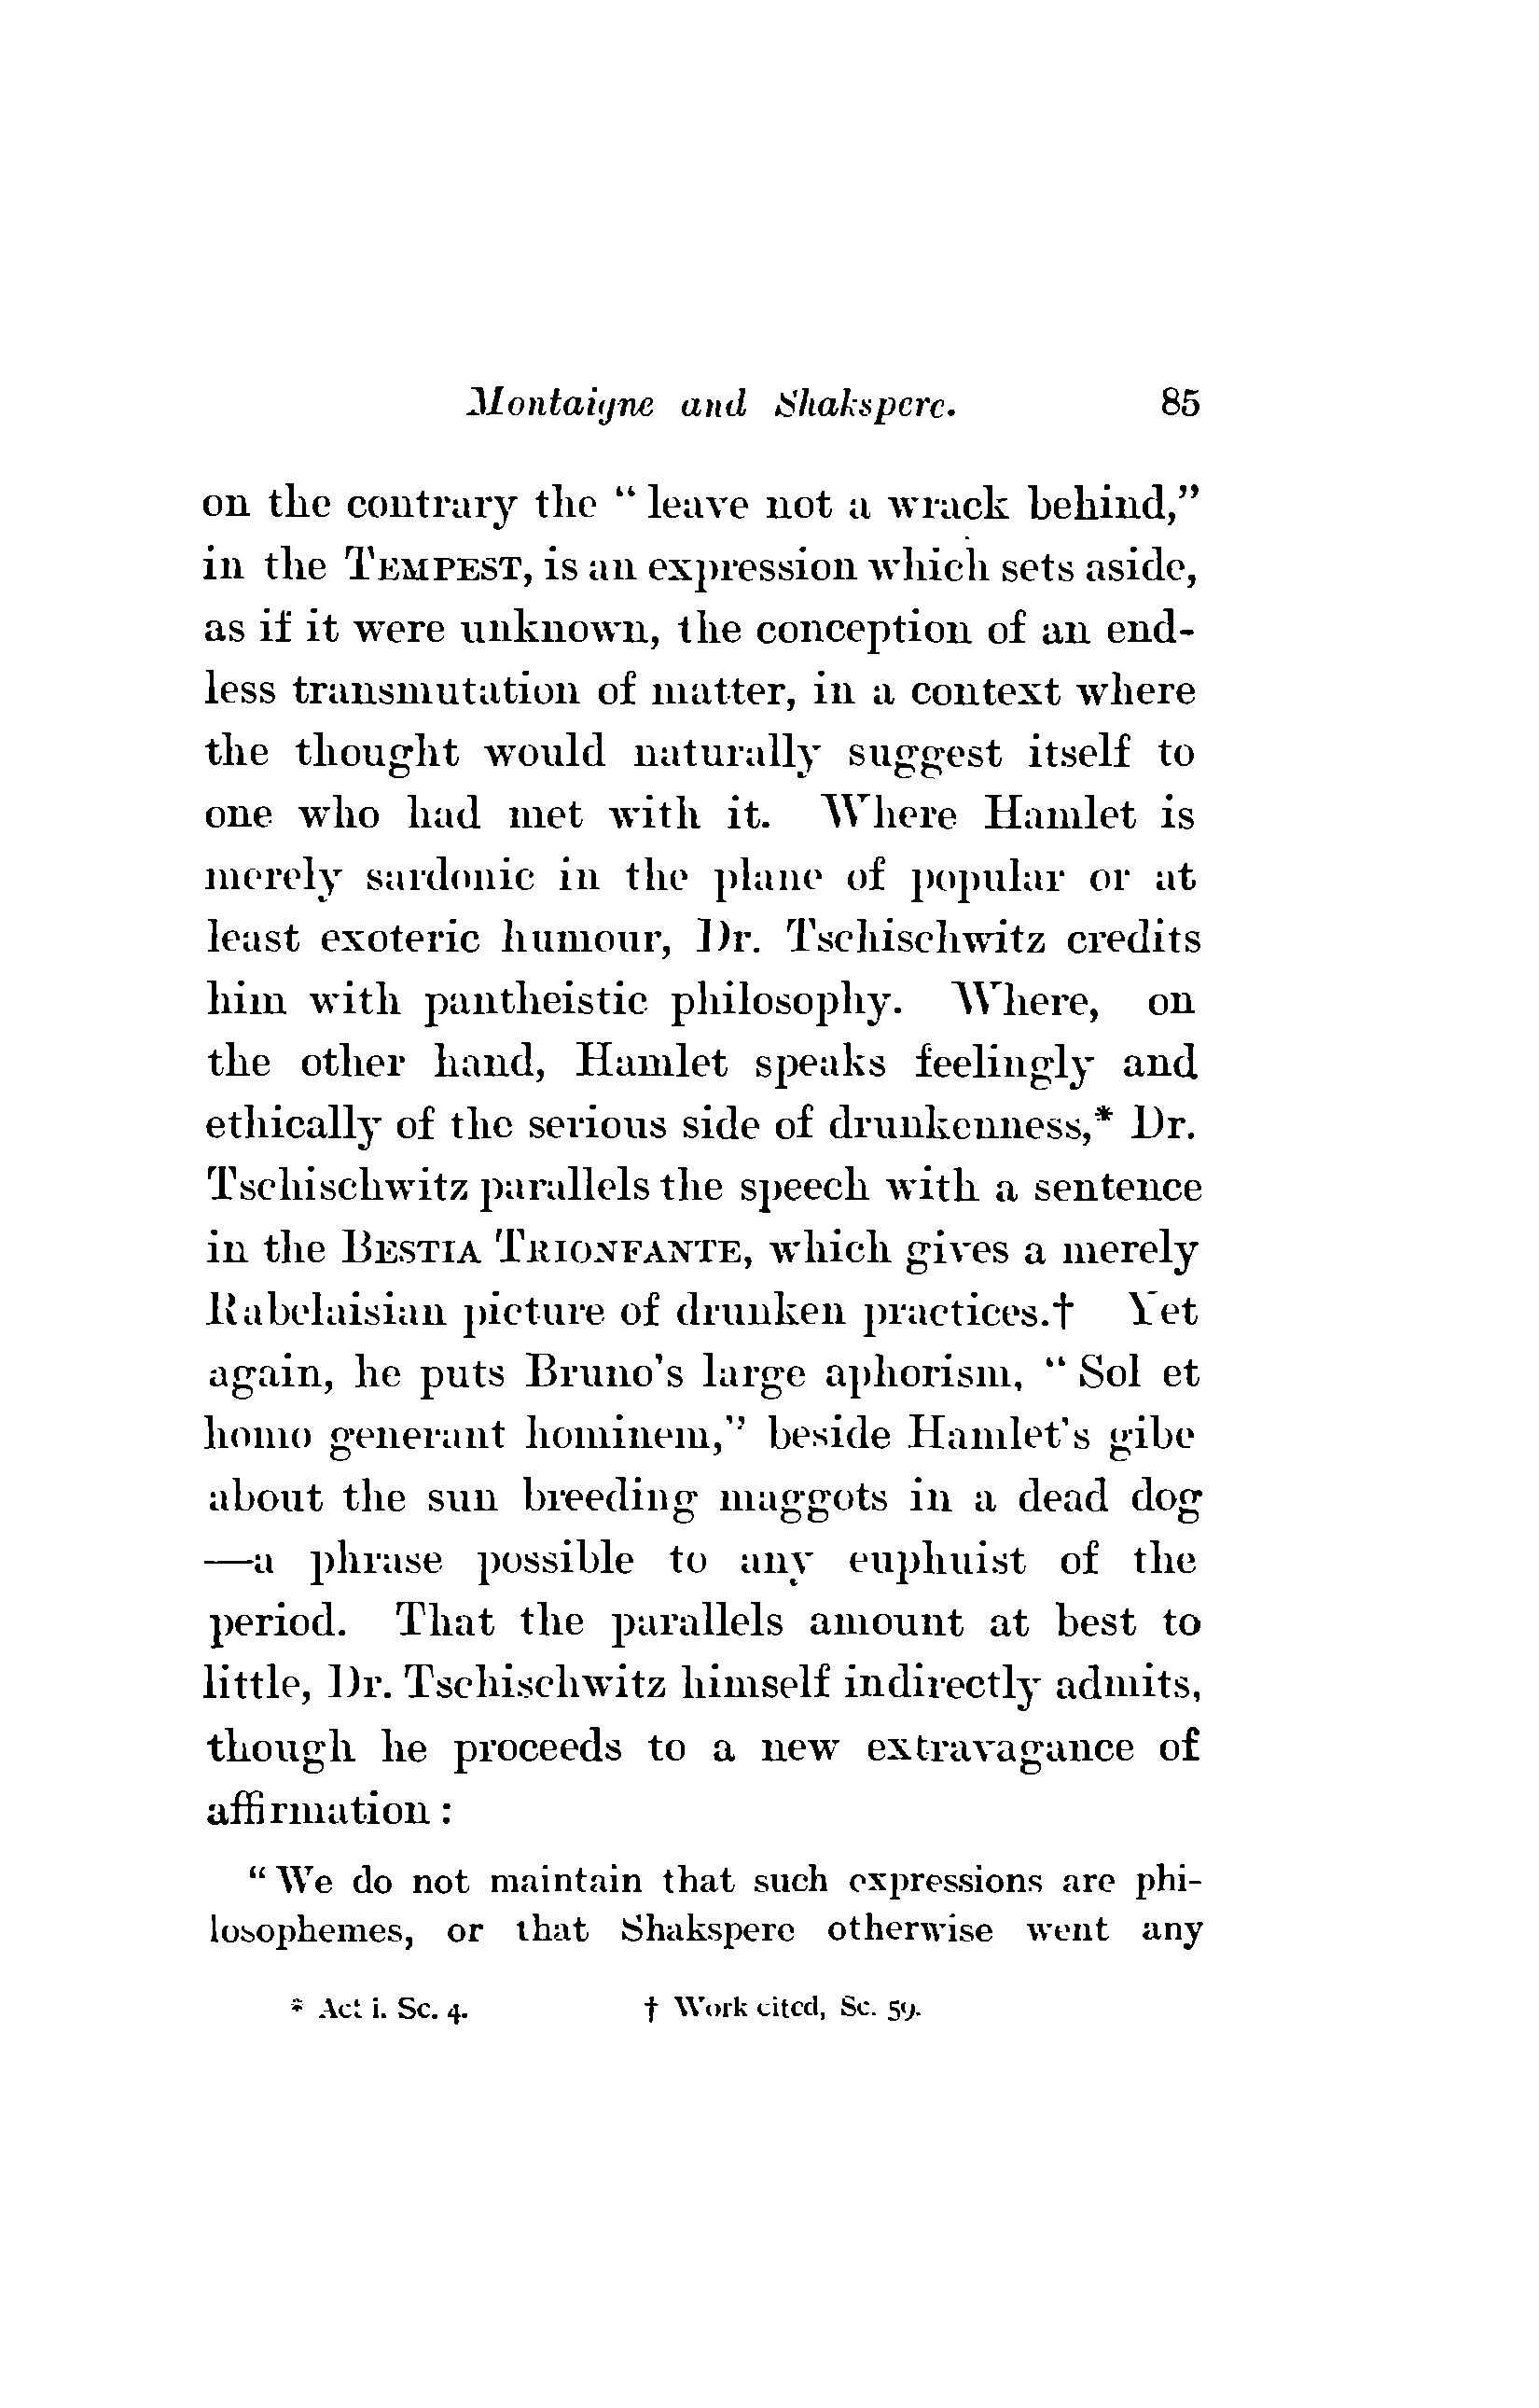 Montaigne and Shakspere. 85
on the contrary the “ leave not a wrack behind,”
in the TEMPEST, is an expression which sets aside,
as if it were unknown, the conception of an end-
less transmutation of matter, in a context where
the thought would naturally suggest itself to
one who had met with it. Where Hamlet is
merely sardonic in the plane of popular or at
least exoteric humour, Dr. Tschischwitz credits
him with pantheistic philosophy. Where, on
the other hand, Hamlet speaks feelingly and
ethically of the serious side of drunkenness,* Dr.
Tschischwitz parallels the speech with a sentence
in the BESTIA TRIONFANTE, which gives a merely
Rabelaisian picture of drunken practices.† Yet
again, he puts Bruno’s large aphorism, “ Sol et
homo generant hominem,” beside Hamlet’s gibe
about the sun breeding maggots in a dead dog
—a phrase possible to any euphuist of the
period. That the parallels amount at best to
little, Dr. Tschischwitz himself indirectly admits,
though he proceeds to a new extravagance of
affirmation :
“ We do not maintain that such expressions are phi-
losophemes, or that Shakspere otherwise went any
* Act i. Sc. 4. † Work cited, Sc. 59.